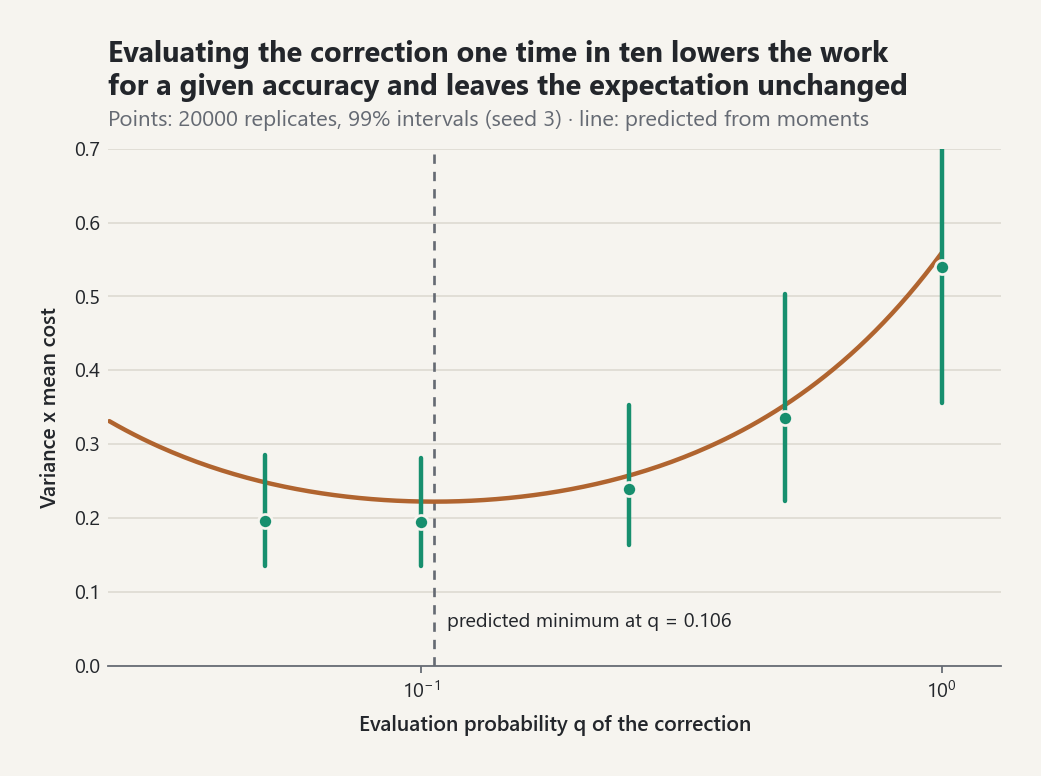 Evaluating the correction one time in ten lowers the work
for a given accuracy and leaves the expectation unchanged
Points: 20000 replicates, 99% intervals (seed 3) · line: predicted from moments
0.7
0.6
0.5
0.4
0.3
0.2
0.1
0.0
Variance x mean cost
predicted minimum at q = 0.106
10⁻¹
10⁰
Evaluation probability q of the correction